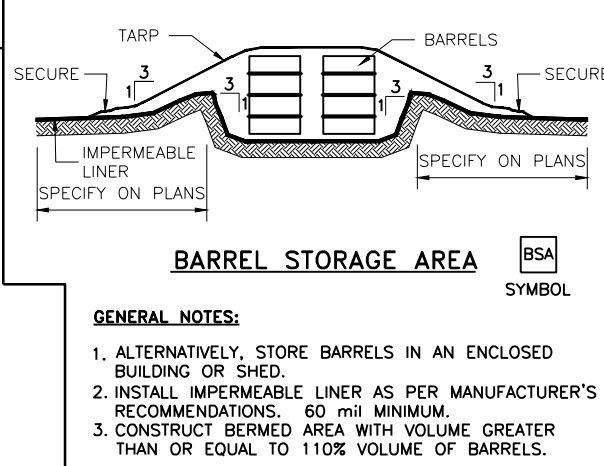 TARP
BARRELS
SECURE
3
1
3
1
3
1
3
1
SECURE
IMPERMEABLE
LINER
SPECIFY ON PLANS
SPECIFY ON PLANS
BARREL STORAGE AREA
BSA
SYMBOL
GENERAL NOTES:
1. ALTERNATIVELY, STORE BARRELS IN AN ENCLOSED
BUILDING OR SHED.
2. INSTALL IMPERMEABLE LINER AS PER MANUFACTURER'S
RECOMMENDATIONS. 60 mil MINIMUM.
3. CONSTRUCT BERMED AREA WITH VOLUME GREATER
THAN OR EQUAL TO 110% VOLUME OF BARRELS.